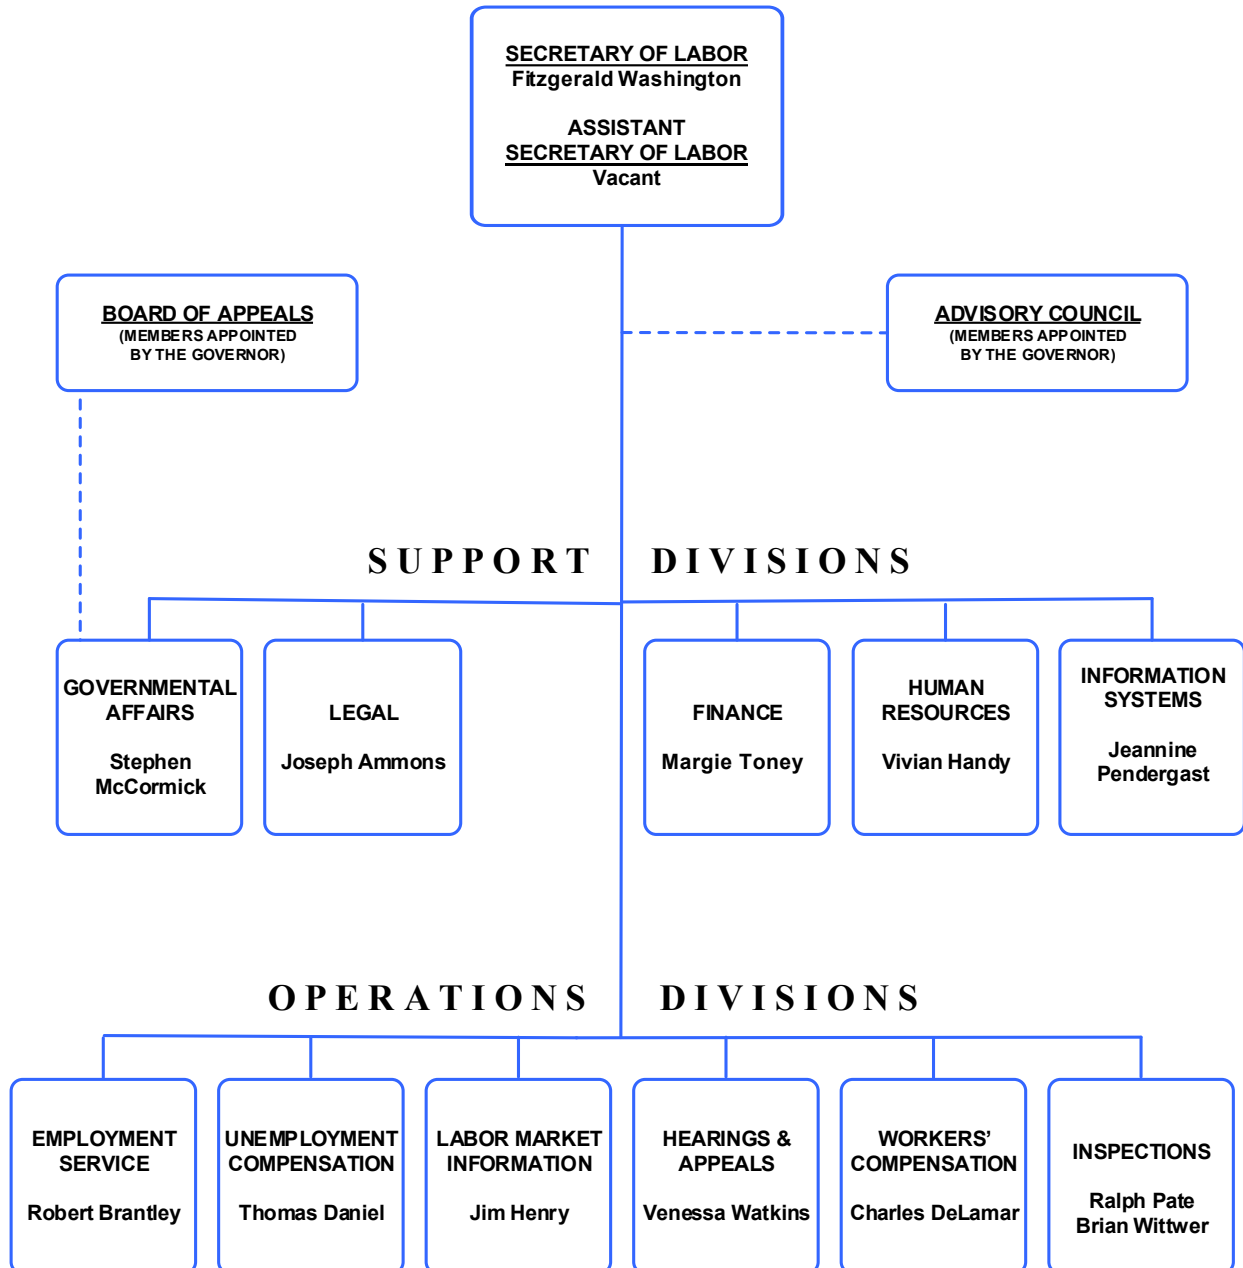 SECRETARY OF LABOR
Fitzgerald Washington
ASSISTANT
SECRETARY OF LABOR
Vacant
BOARD OF APPEALS
(MEMBERS APPOINTED
BY THE GOVERNOR)
ADVISORY COUNCIL
(MEMBERS APPOINTED
BY THE GOVERNOR)
SUPPORT DIVISIONS
GOVERNMENTAL
AFFAIRS
Stephen
McCormick
LEGAL
Joseph Ammons
FINANCE
Margie Toney
HUMAN
RESOURCES
Vivian Handy
INFORMATION
SYSTEMS
Jeannine
Pendergast
OPERATIONS DIVISIONS
EMPLOYMENT
SERVICE
Robert Brantley
UNEMPLOYMENT
COMPENSATION
Thomas Daniel
LABOR MARKET
INFORMATION
Jim Henry
HEARINGS &
APPEALS
Venessa Watkins
WORKERS’
COMPENSATION
Charles DeLamar
INSPECTIONS
Ralph Pate
Brian Wittwer